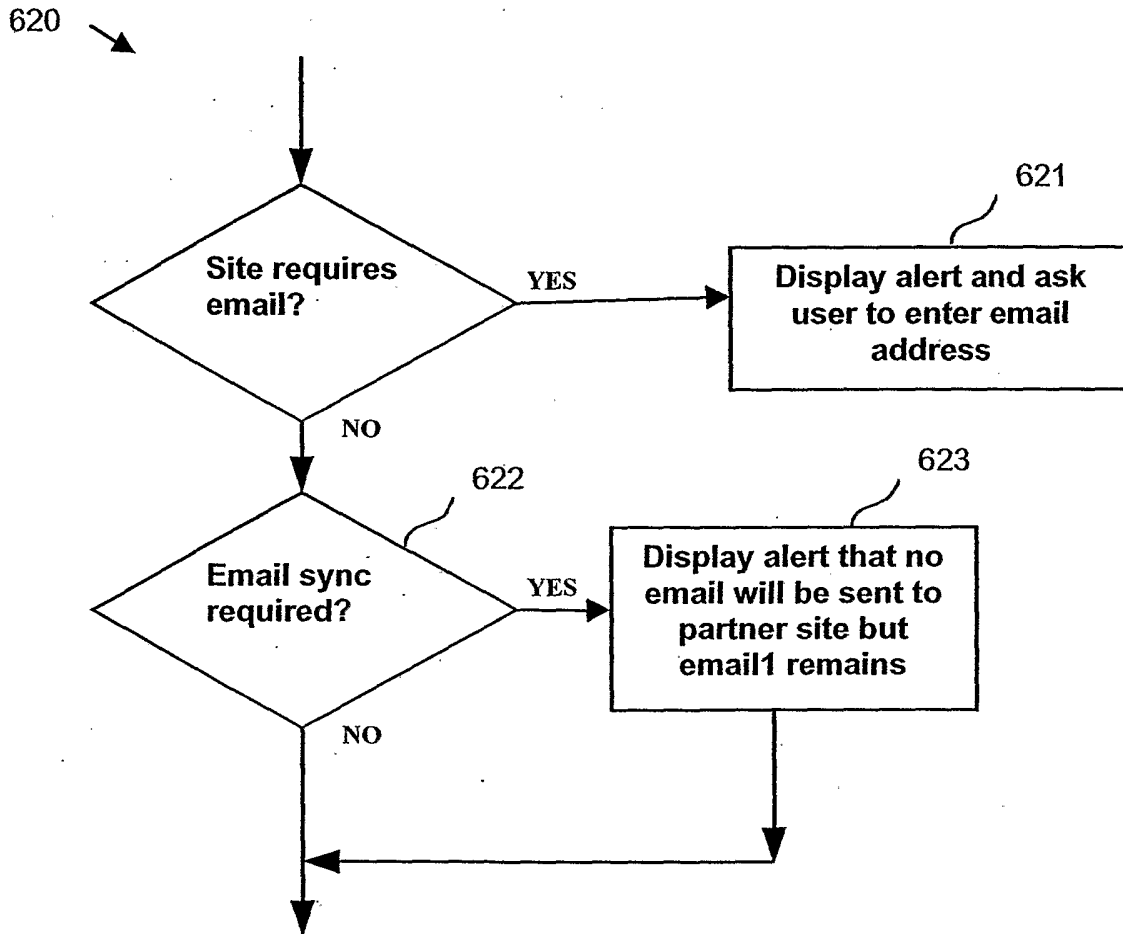 620
621
Site requires
email?
YES
Display alert and ask
user to enter email
address
NO
622
623
Email sync
required?
YES
Display alert that no
email will be sent to
partner site but
email1 remains
NO